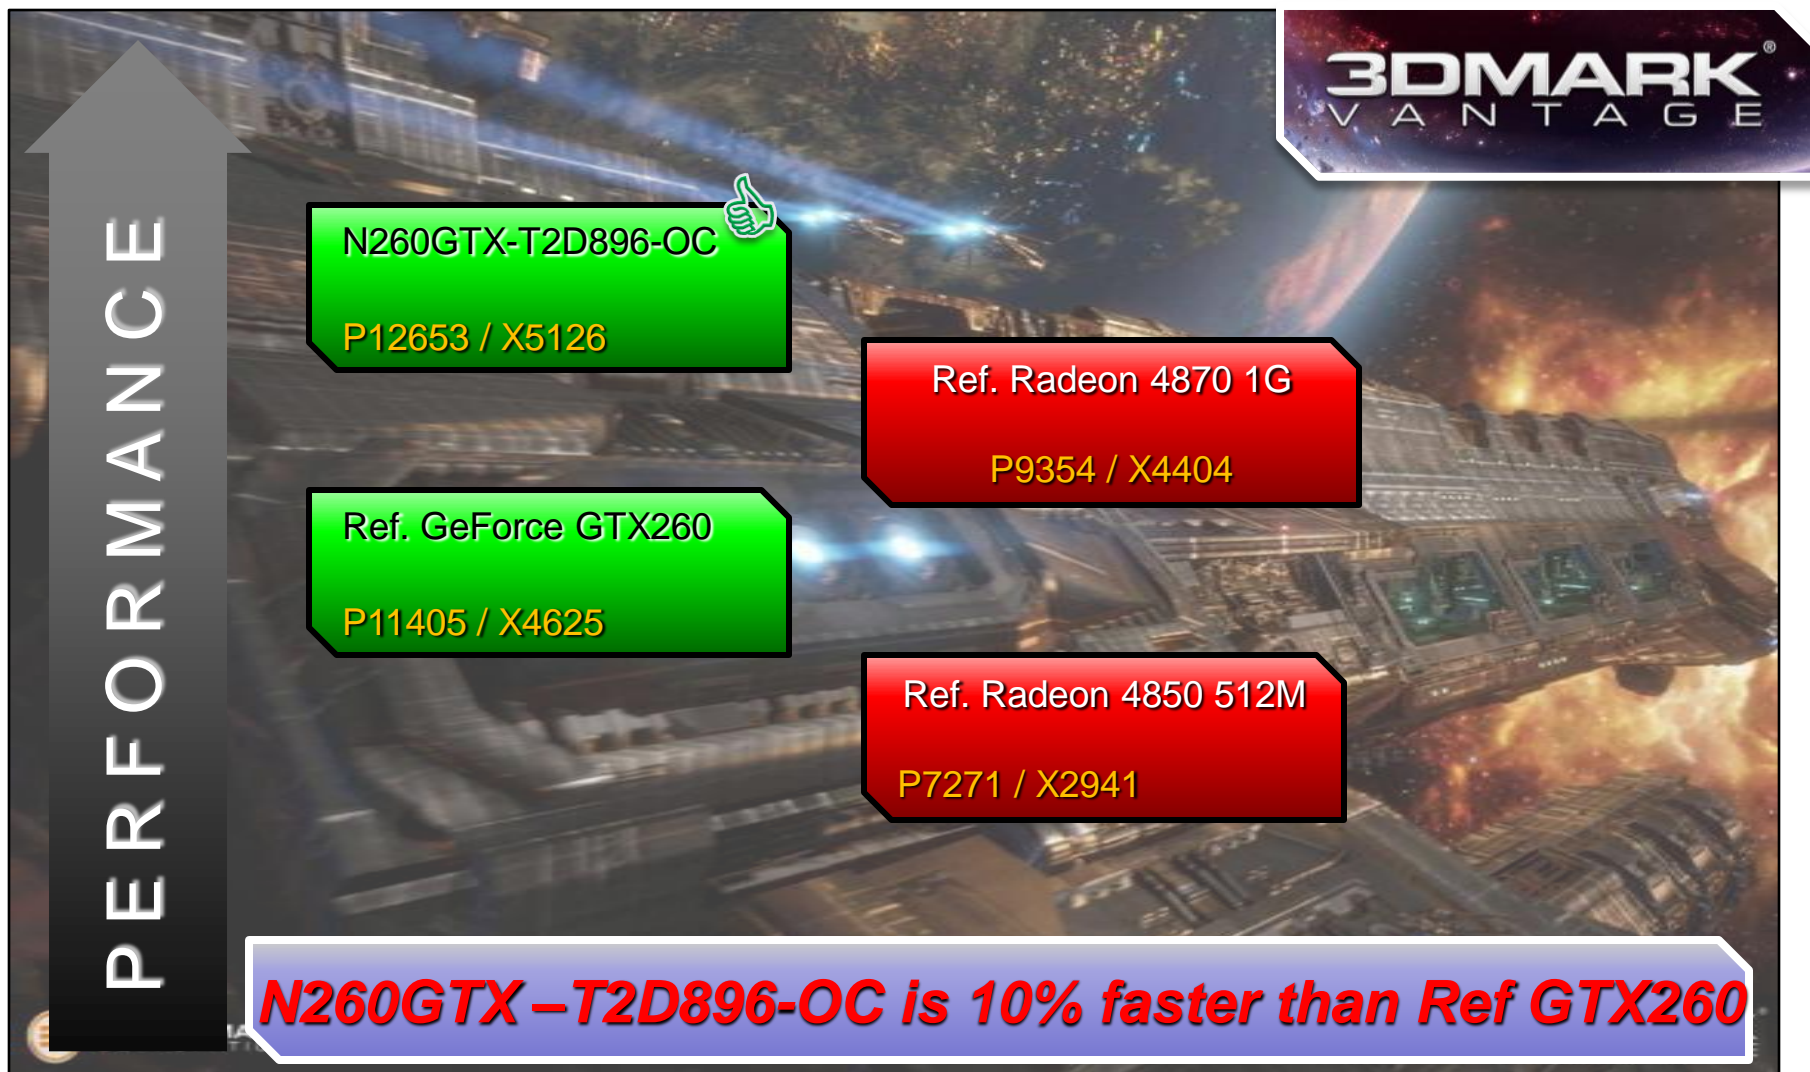 3DMARK®
VANTAGE
PERFORMANCE
N260GTX-T2D896-OC
P12653 / X5126
Ref. Radeon 4870 1G
P9354 / X4404
Ref. GeForce GTX260
P11405 / X4625
Ref. Radeon 4850 512M
P7271 / X2941
N260GTX –T2D896-OC is 10% faster than Ref GTX260